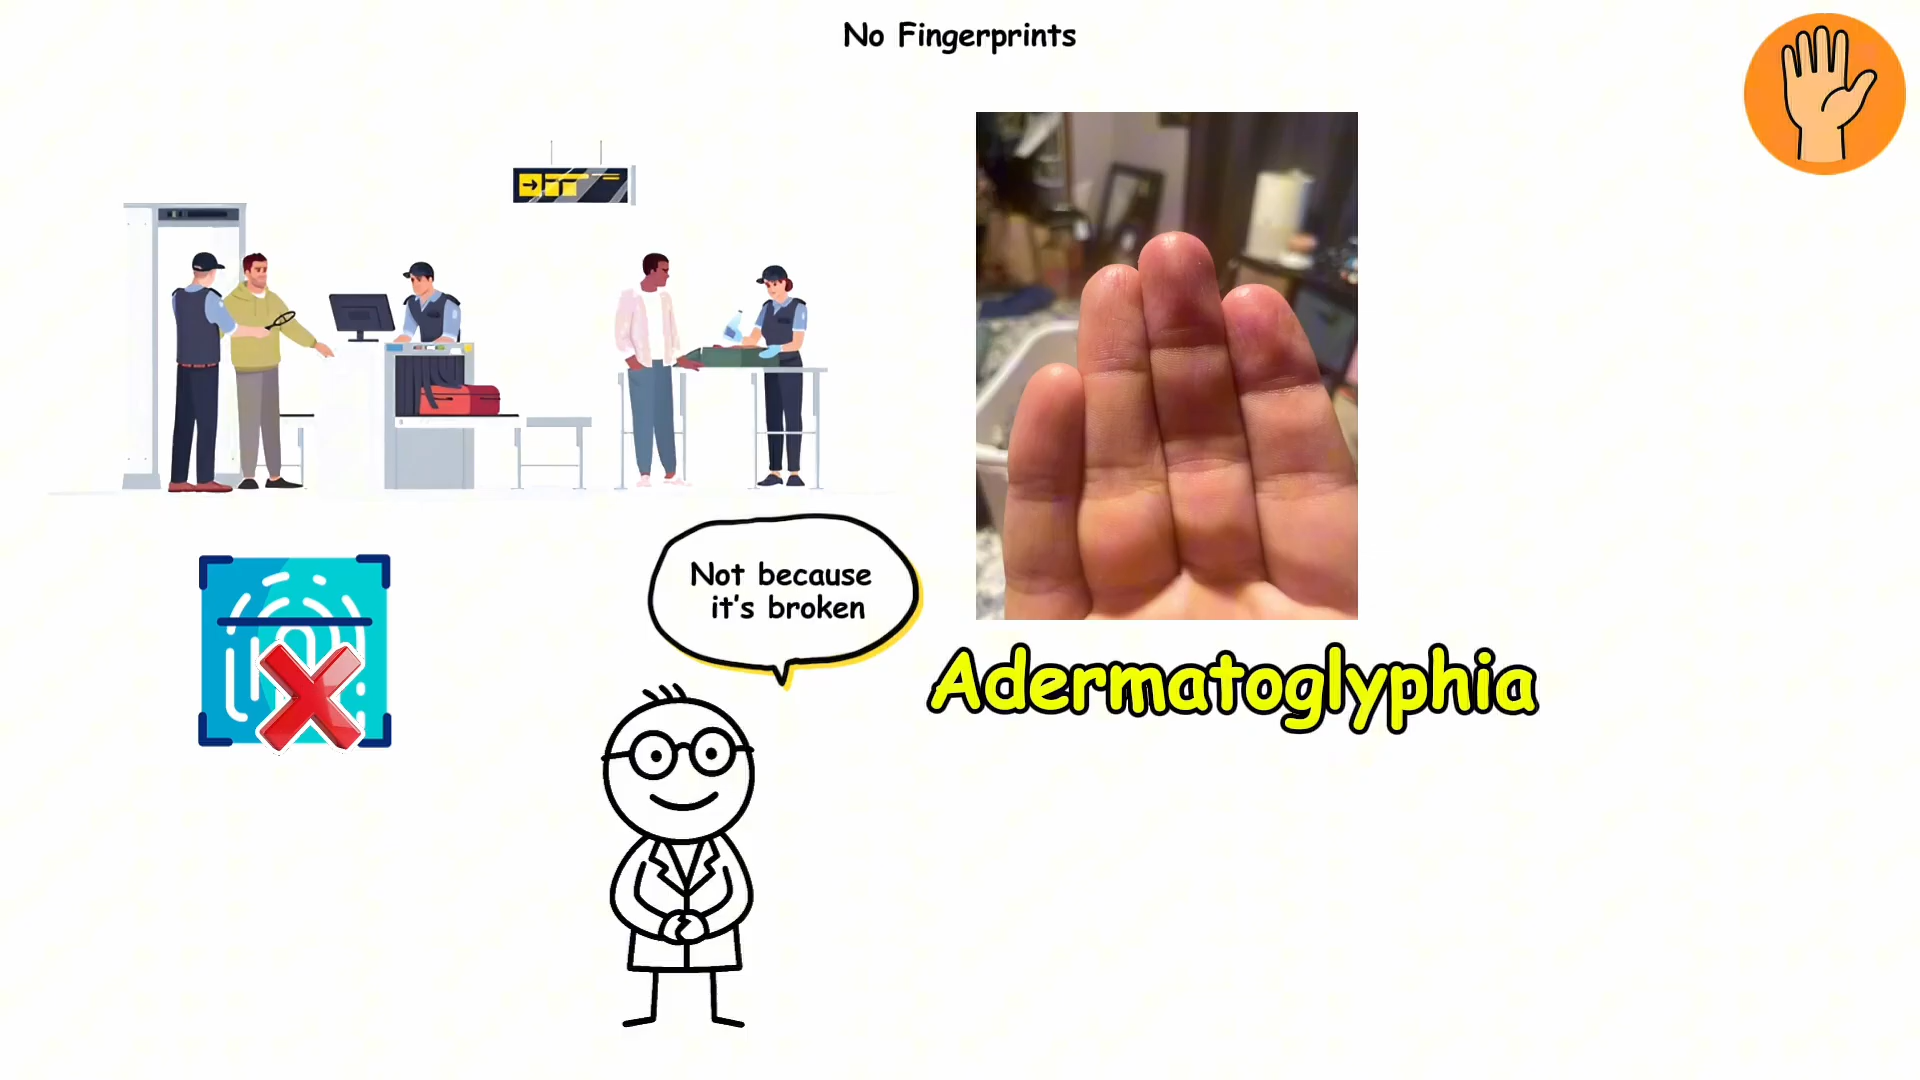 No Fingerprints
Not because
it's broken
Adermatoglyphia